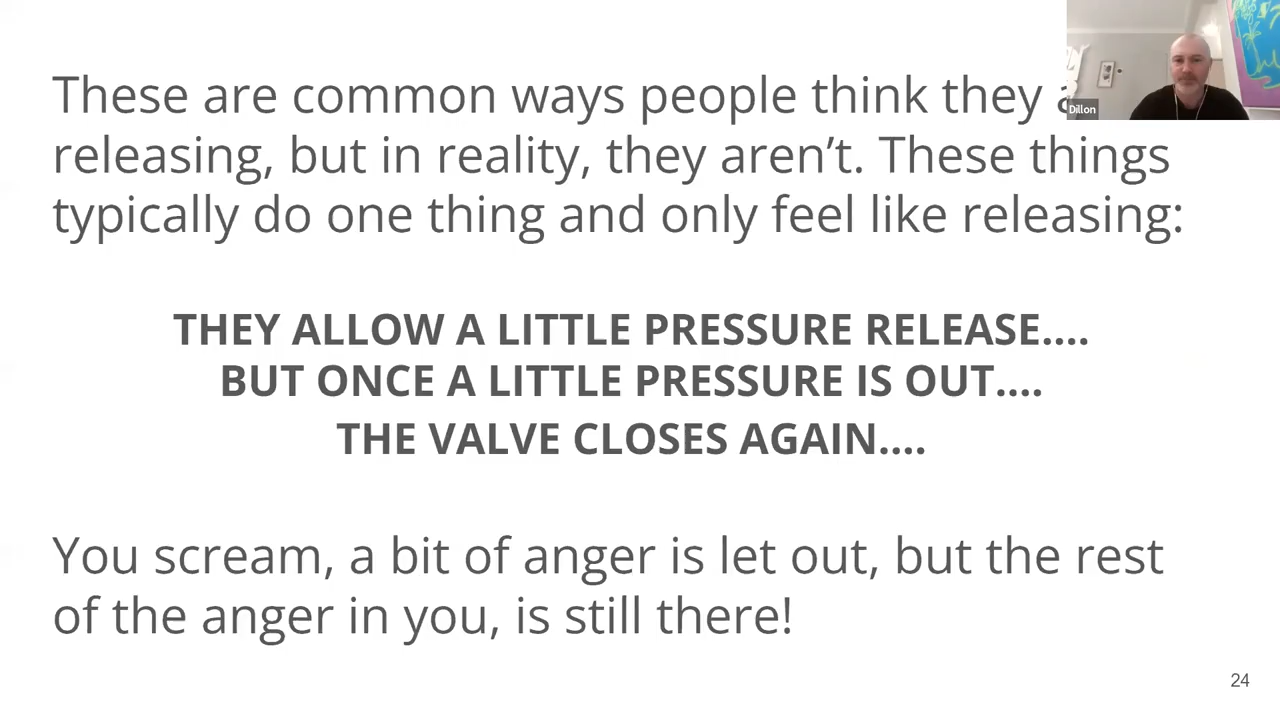 These are common ways people think they
releasing, but in reality, they aren’t. These things
typically do one thing and only feel like releasing:
THEY ALLOW A LITTLE PRESSURE RELEASE....
BUT ONCE A LITTLE PRESSURE IS OUT....
THE VALVE CLOSES AGAIN....
You scream, a bit of anger is let out, but the rest
of the anger in you, is still there!
24
Dillon